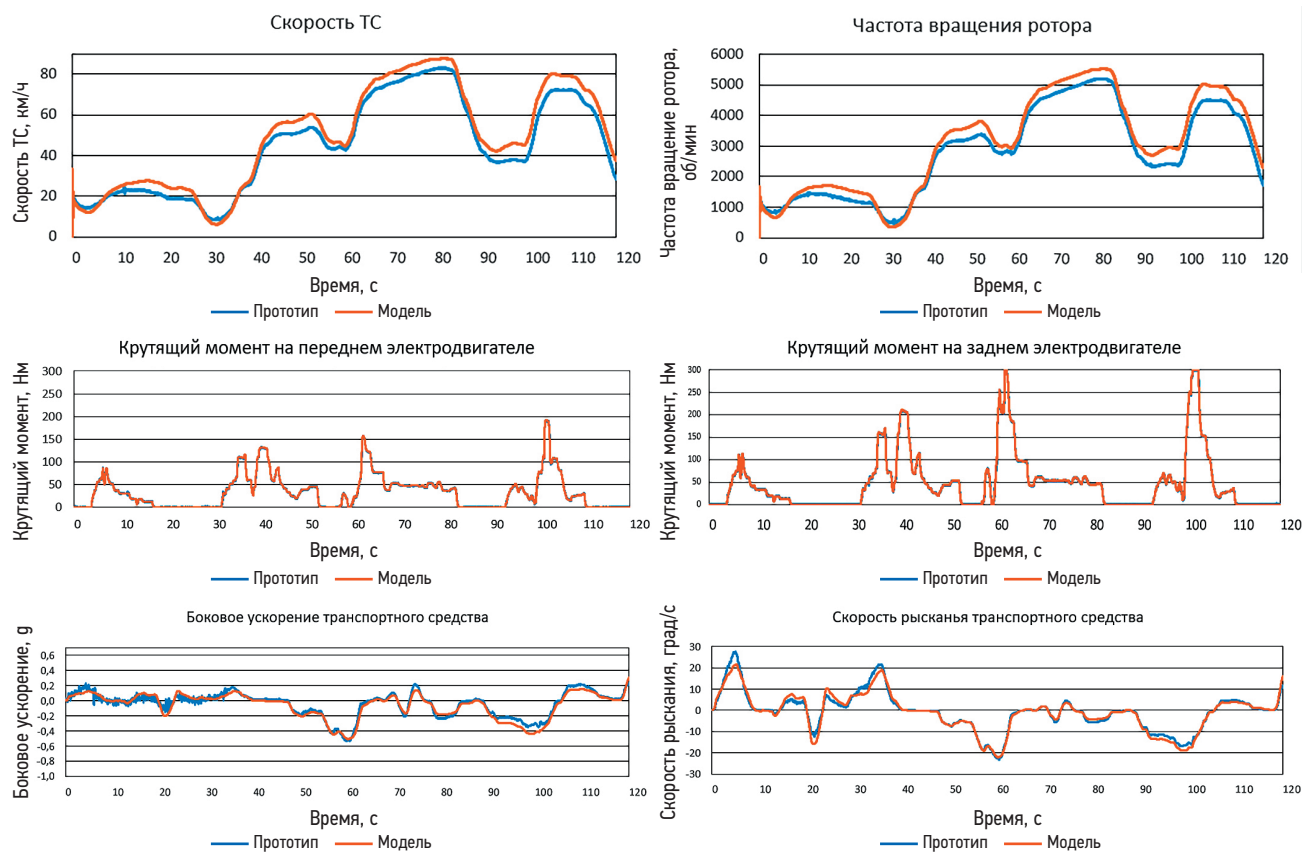 Скорость ТС
Скорость ТС, км/ч
80
60
40
20
0
0 10 20 30 40 50 60 70 80 90 100 110 120
Время, с
Прототип Модель
Частота вращения ротора
Частота вращение ротора,
об/мин
6000
5000
4000
3000
2000
1000
0
0 10 20 30 40 50 60 70 80 90 100 110 120
Время, с
Прототип Модель
Крутящий момент на переднем электродвигателе
Крутящий момент, Нм
300
250
200
150
100
50
0
0 10 20 30 40 50 60 70 80 90 100 110 120
Время, с
Прототип Модель
Крутящий момент на заднем электродвигателе
Крутящий момент, Нм
300
250
200
150
100
50
0
0 10 20 30 40 50 60 70 80 90 100 110 120
Время, с
Прототип Модель
Боковое ускорение транспортного средства
Боковое ускорение, g
0,6
0,4
0,2
0,0
-0,2
-0,4
-0,6
-0,8
-1,0
0 10 20 30 40 50 60 70 80 90 100 110 120
Время, с
Прототип Модель
Скорость рысканья транспортного средства
Скорость рыскания, град/с
30
20
10
0
-10
-20
-30
0 10 20 30 40 50 60 70 80 90 100 110 120
Время, с
Прототип Модель